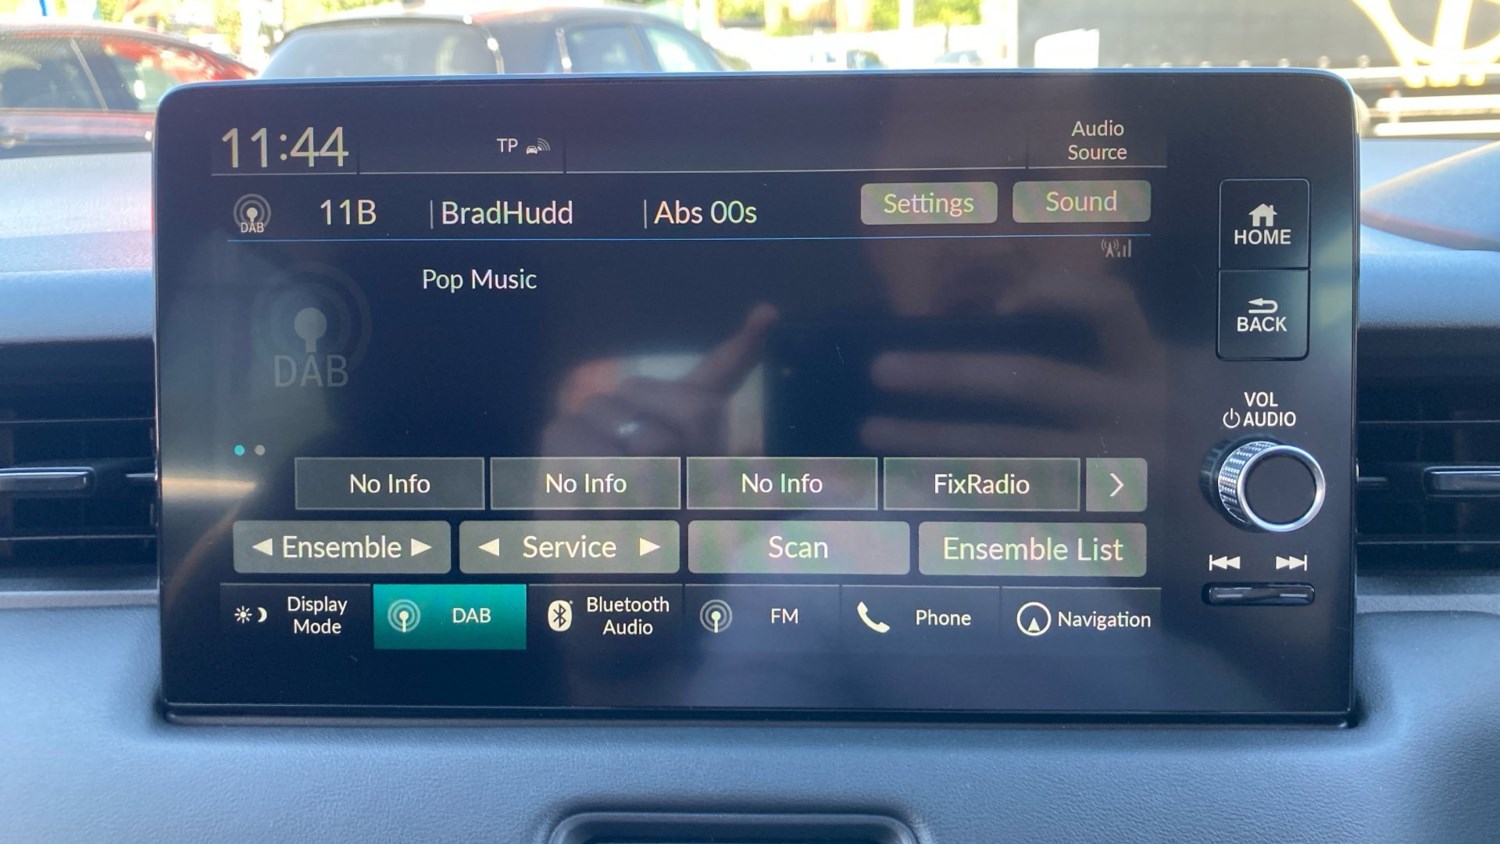 11:44
TP
Audio
Source
DAB
11B
BradHudd
Abs 00s
Settings
Sound
HOME
Pop Music
DAB
BACK
VOL
AUDIO
No Info
No Info
No Info
FixRadio
Ensemble
Service
Scan
Ensemble List
Display
Mode
DAB
Bluetooth
Audio
FM
Phone
Navigation